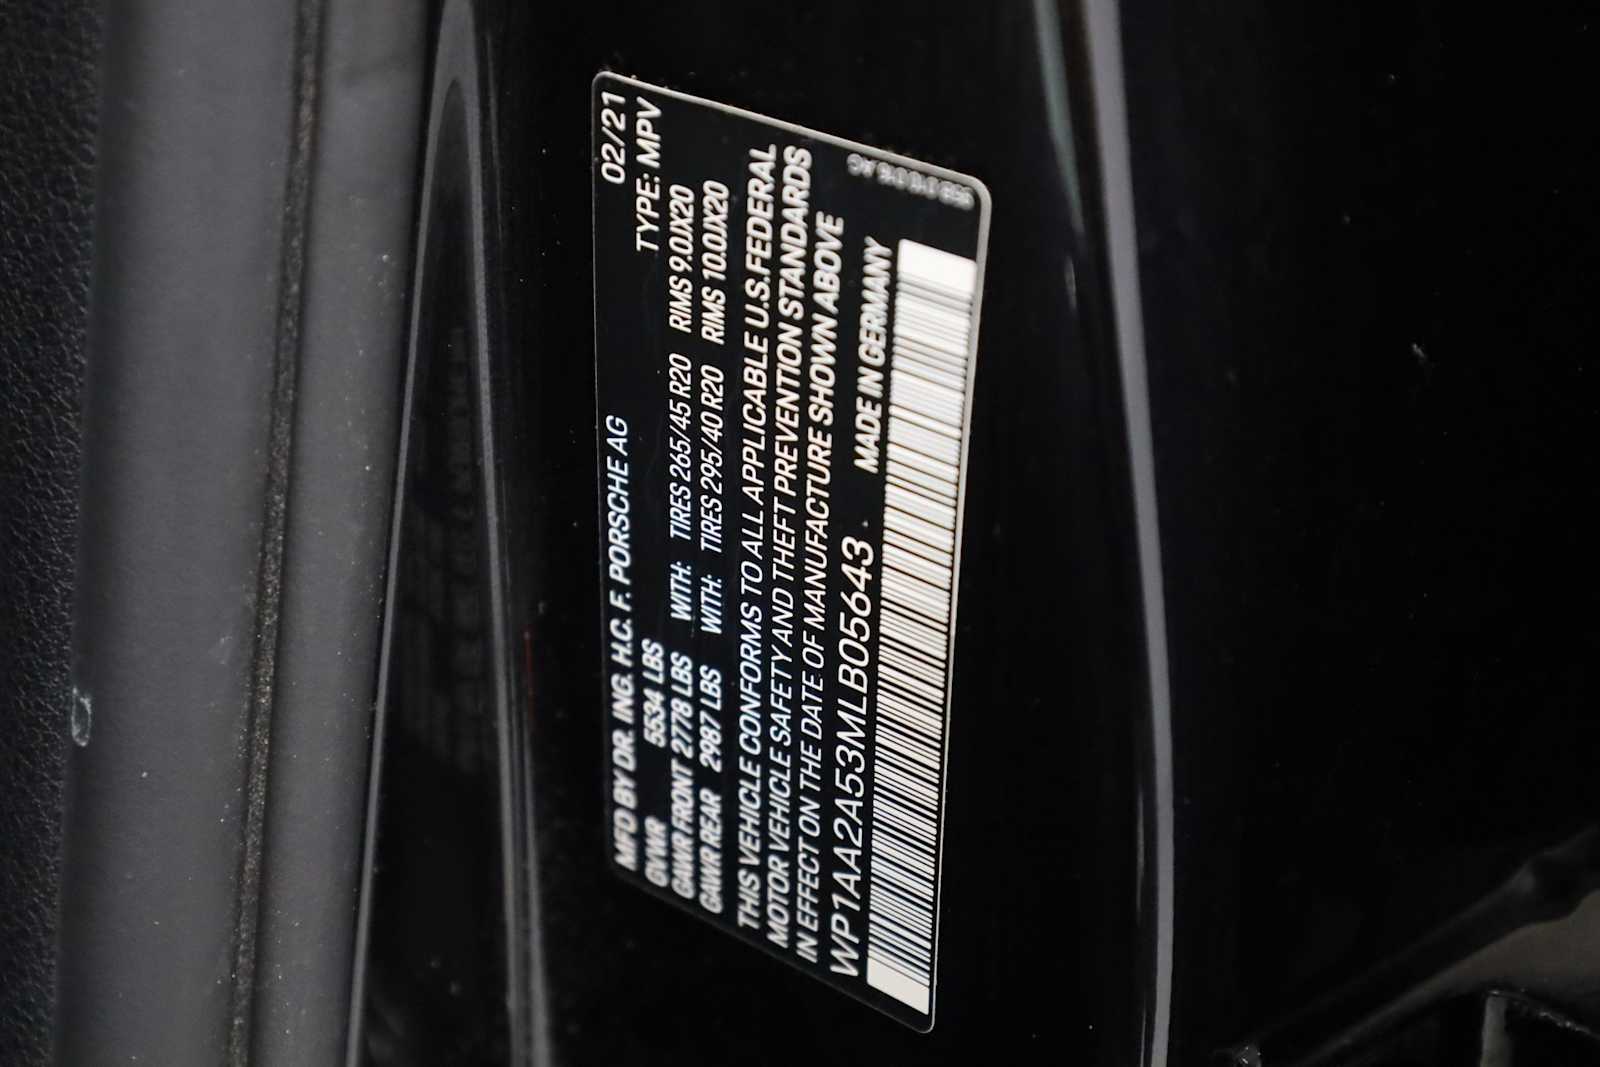 MFD BY DR. ING. H.C. F. PORSCHE AG 02/21
GVWR 5534 LBS TYPE: MPV
GAWR FRONT 2778 LBS WITH: TIRES 265/45 R20 RIMS 9.0JX20
GAWR REAR 2987 LBS WITH: TIRES 295/40 R20 RIMS 10.0JX20
THIS VEHICLE CONFORMS TO ALL APPLICABLE U.S.FEDERAL
MOTOR VEHICLE SAFETY AND THEFT PREVENTION STANDARDS
IN EFFECT ON THE DATE OF MANUFACTURE SHOWN ABOVE
WP1AA2A53MLB05643 MADE IN GERMANY